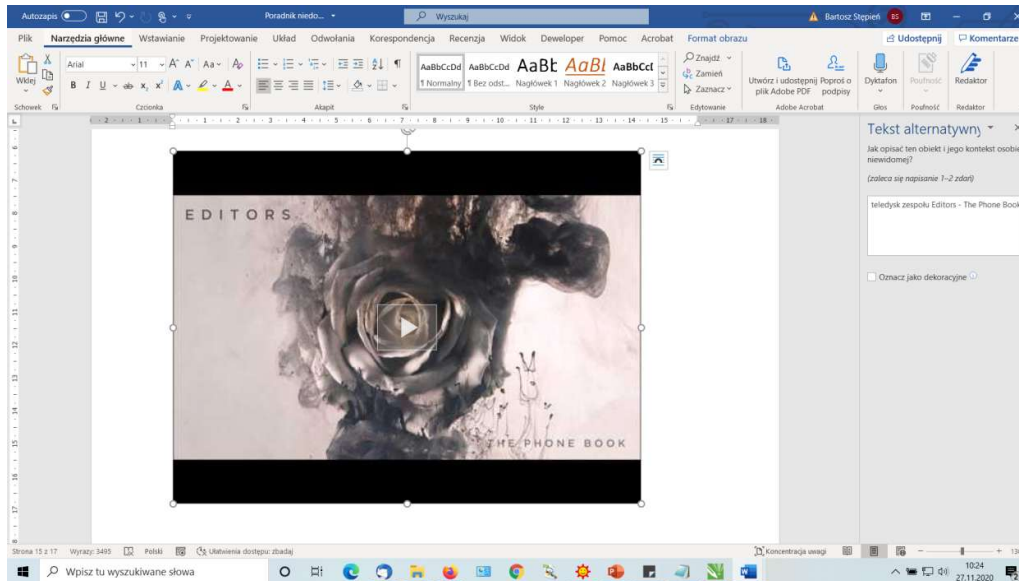 Autozapis
Poradnik niedo...
Wyszukaj
Bartosz Stępień
BS
Plik Narzędzia główne Wstawianie Projektowanie Układ Odwołania Korespondencja Recenzja Widok Deweloper Pomoc Acrobat Format obrazu
Udostępnij
Komentarze
Wklej
Arial
11
Aa
B I U ab x, x²
AaBbCcDd AaBbCcDd AaBb AaBb AaBbCcI
¶ Normalny ¶ Bez odst... Nagłówek 1 Nagłówek 2 Nagłówek 3
Znajdź
Zamień
Zaznacz
Utwórz i udostępnij plik Adobe PDF
Poproś o podpisy
Dyktafon
Poufność
Redaktor
Schowek Czcionka Akapit Style Edytowanie Adobe Acrobat Głos Poufność Redaktor
Tekst alternatywny
Jak opisać ten obiekt i jego kontekst osobie
niewidomej?
(zaleca się napisanie 1–2 zdań)
teledysk zespołu Editors - The Phone Book
Oznacz jako dekoracyjne
EDITORS
THE PHONE BOOK
Strona 15 z 17 Wyrazy: 3495 Polski Ułatwienia dostępu: zbadaj
Koncentracja uwagi
Wpisz tu wyszukiwane słowa
10:24
27.11.2020